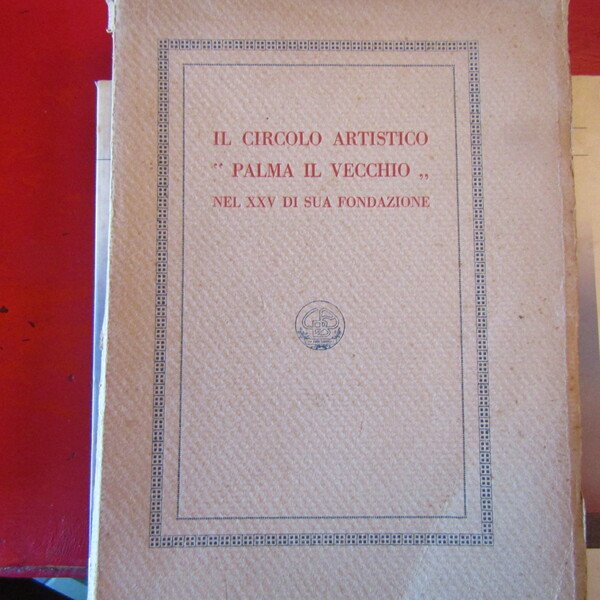 IL CIRCOLO ARTISTICO
“ PALMA IL VECCHIO „
NEL XXV DI SUA FONDAZIONE